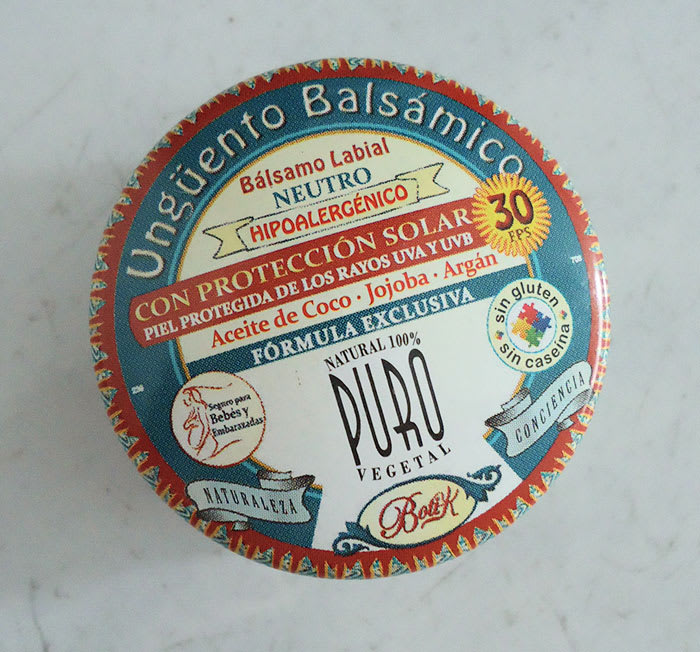 Ungüento Balsámico
Bálsamo Labial
NEUTRO
HIPOALERGÉNICO
30
FPS
CON PROTECCIÓN SOLAR
PIEL PROTEGIDA DE LOS RAYOS UVA Y UVB
Aceite de Coco · Jojoba · Argán
FÓRMULA EXCLUSIVA
sin gluten
sin caseína
NATURAL 100%
PURO
VEGETAL
Seguro para
Bebés y
Embarazadas
NATURALEZA
CONCIENCIA
BotiK